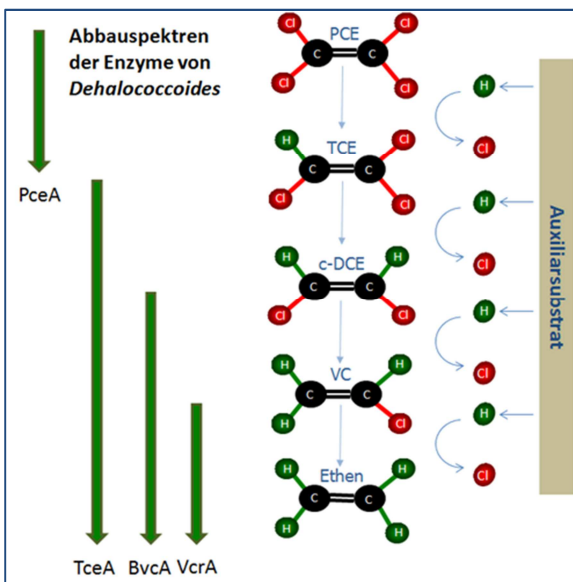 Abbauspektren
der Enzyme von
Dehalococcoides
PceA
TceA
BvcA
VcrA
PCE
Cl
Cl
C
C
Cl
Cl
TCE
H
Cl
C
C
Cl
Cl
c-DCE
H
H
C
C
Cl
Cl
VC
H
H
C
C
H
Cl
Ethen
H
H
C
C
H
H
H
Cl
H
Cl
H
Cl
H
Cl
Auxiliarsubstrat